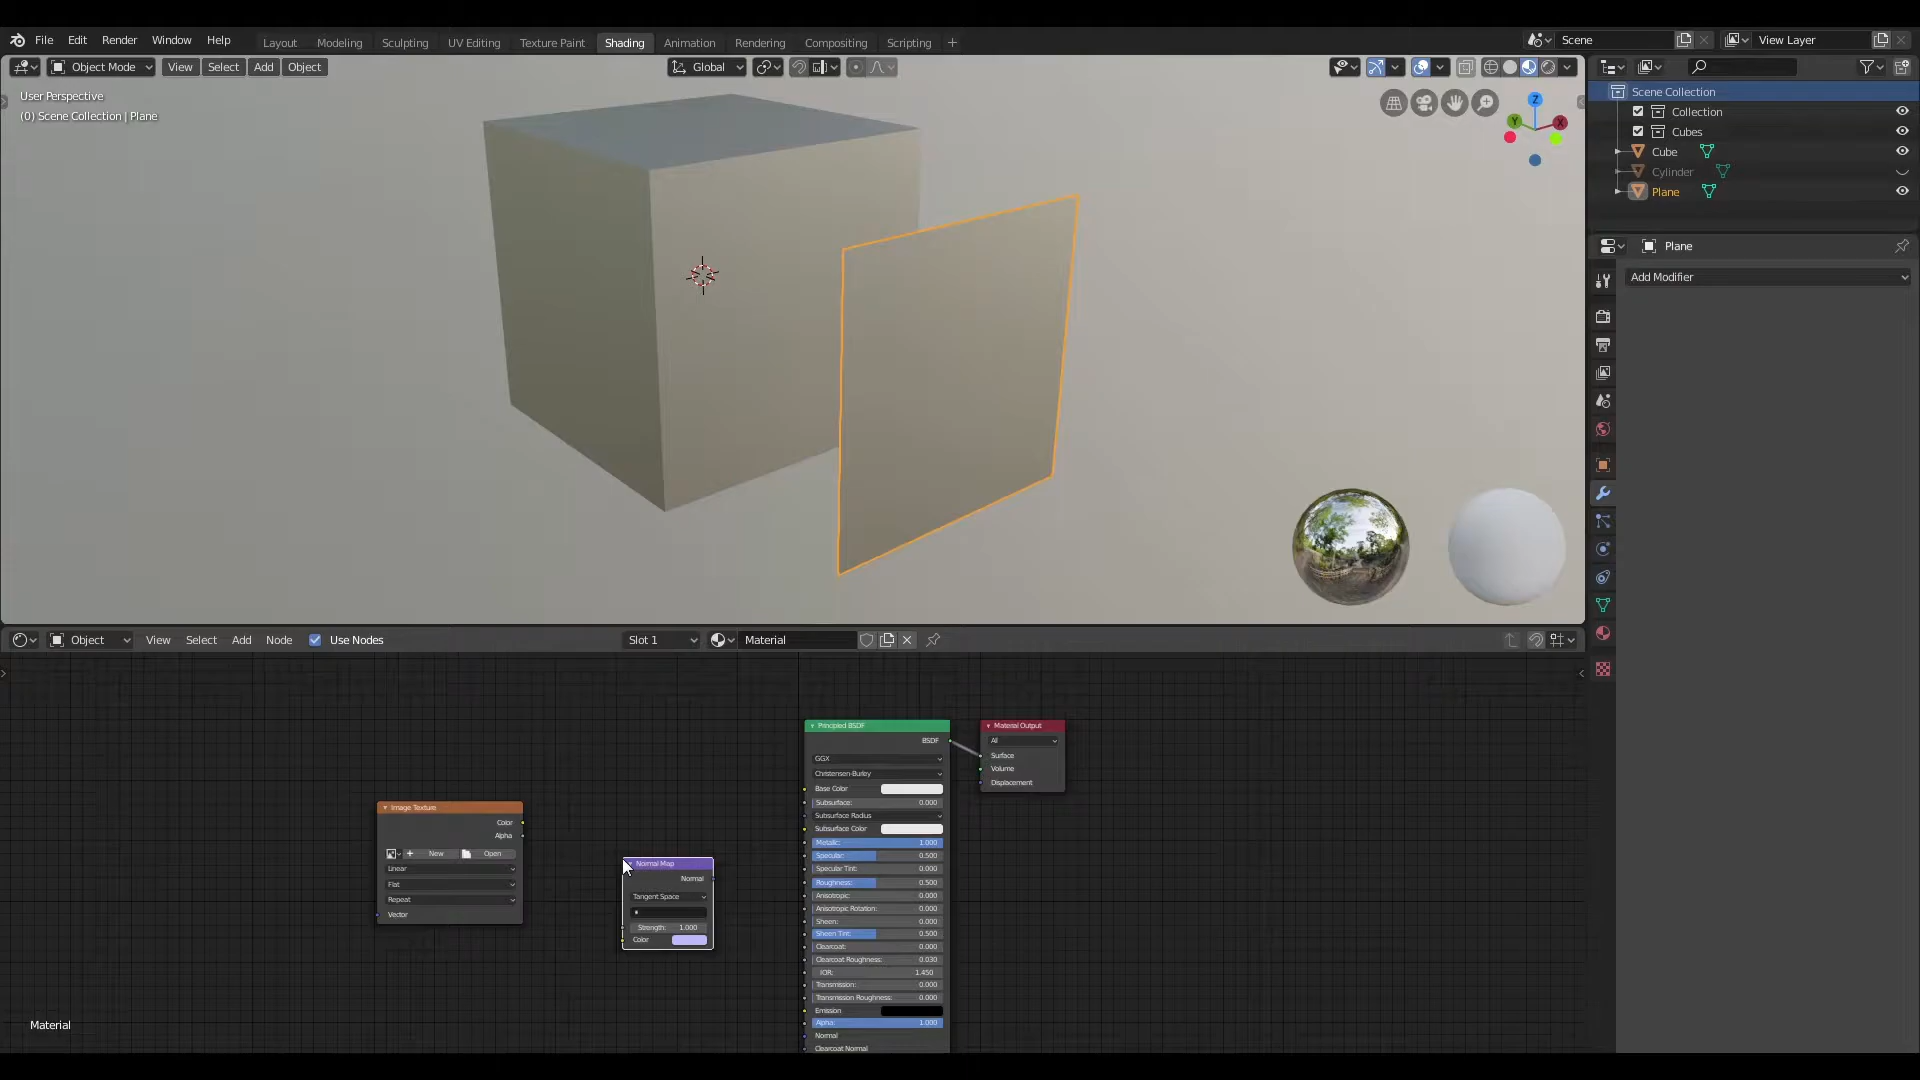 File Edit Render Window Help
Layout Modeling Sculpting UV Editing Texture Paint Shading Animation Rendering Compositing Scripting +
Scene
View Layer
Object Mode View Select Add Object
Global
User Perspective
(0) Scene Collection | Plane
Z
Y
X
Scene Collection
Collection
Cubes
Cube
Cylinder
Plane
Plane
Add Modifier
Object View Select Add Node Use Nodes
Slot 1
Material
Image Texture
Color
Alpha
New Open
Linear
Flat
Repeat
Vector
Normal Map
Normal
Tangent Space
Strength: 1.000
Color
Principled BSDF
BSDF
GGX
Christensen-Burley
Base Color
Subsurface: 0.000
Subsurface Radius
Subsurface Color
Metallic: 1.000
Specular: 0.500
Specular Tint: 0.000
Roughness: 0.500
Anisotropic: 0.000
Anisotropic Rotation: 0.000
Sheen: 0.000
Sheen Tint: 0.500
Clearcoat: 0.000
Clearcoat Roughness: 0.030
IOR: 1.450
Transmission: 0.000
Transmission Roughness: 0.000
Emission
Alpha: 1.000
Normal
Clearcoat Normal
Material Output
All
Surface
Volume
Displacement
Material